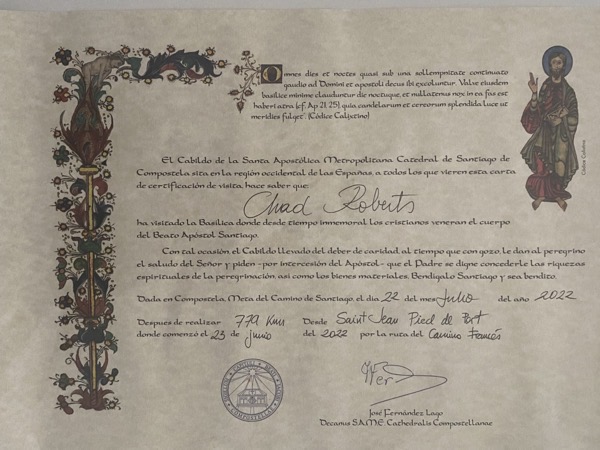 Omnes dies et noctes quasi sub una sollempnitate continuato
gaudio ad Domini et apostoli decus ibi excoluntur. Valve eiusdem
basilice minime clauduntur die noctuque, et nullatenus nox in ea fas est
haberi atra (cf. Ap 21, 25), quia candelarum et cereorum splendida luce ut
meridies fulget". (Códice Calixtino)
Códice Calixtino
El Cabildo de la Santa Apostólica Metropolitana Catedral de Santiago de
Compostela sita en la región occidental de las Españas, a todos los que vieren esta carta
de certificación de visita, hace saber que:
Chad Roberts
ha visitado la Basílica donde desde tiempo inmemorial los cristianos veneran el cuerpo
del Beato Apóstol Santiago.
Con tal ocasión, el Cabildo llevado del deber de caridad, al tiempo que con gozo, le dan al peregrino
el saludo del Señor y piden -por intercesión del Apóstol- que el Padre se digne concederle las riquezas
espirituales de la peregrinación, así como los bienes materiales. Bendígalo Santiago y sea bendito.
Dada en Compostela, Meta del Camino de Santiago, el día 22 del mes Julio del año 2022
Después de realizar 779 Km Desde Saint Jean Pied de Port
donde comenzó el 23 de Junio del 2022 por la ruta del Camino Francés
José Fernández Lago
Decanus S.A.M.E. Cathedralis Compostellanae